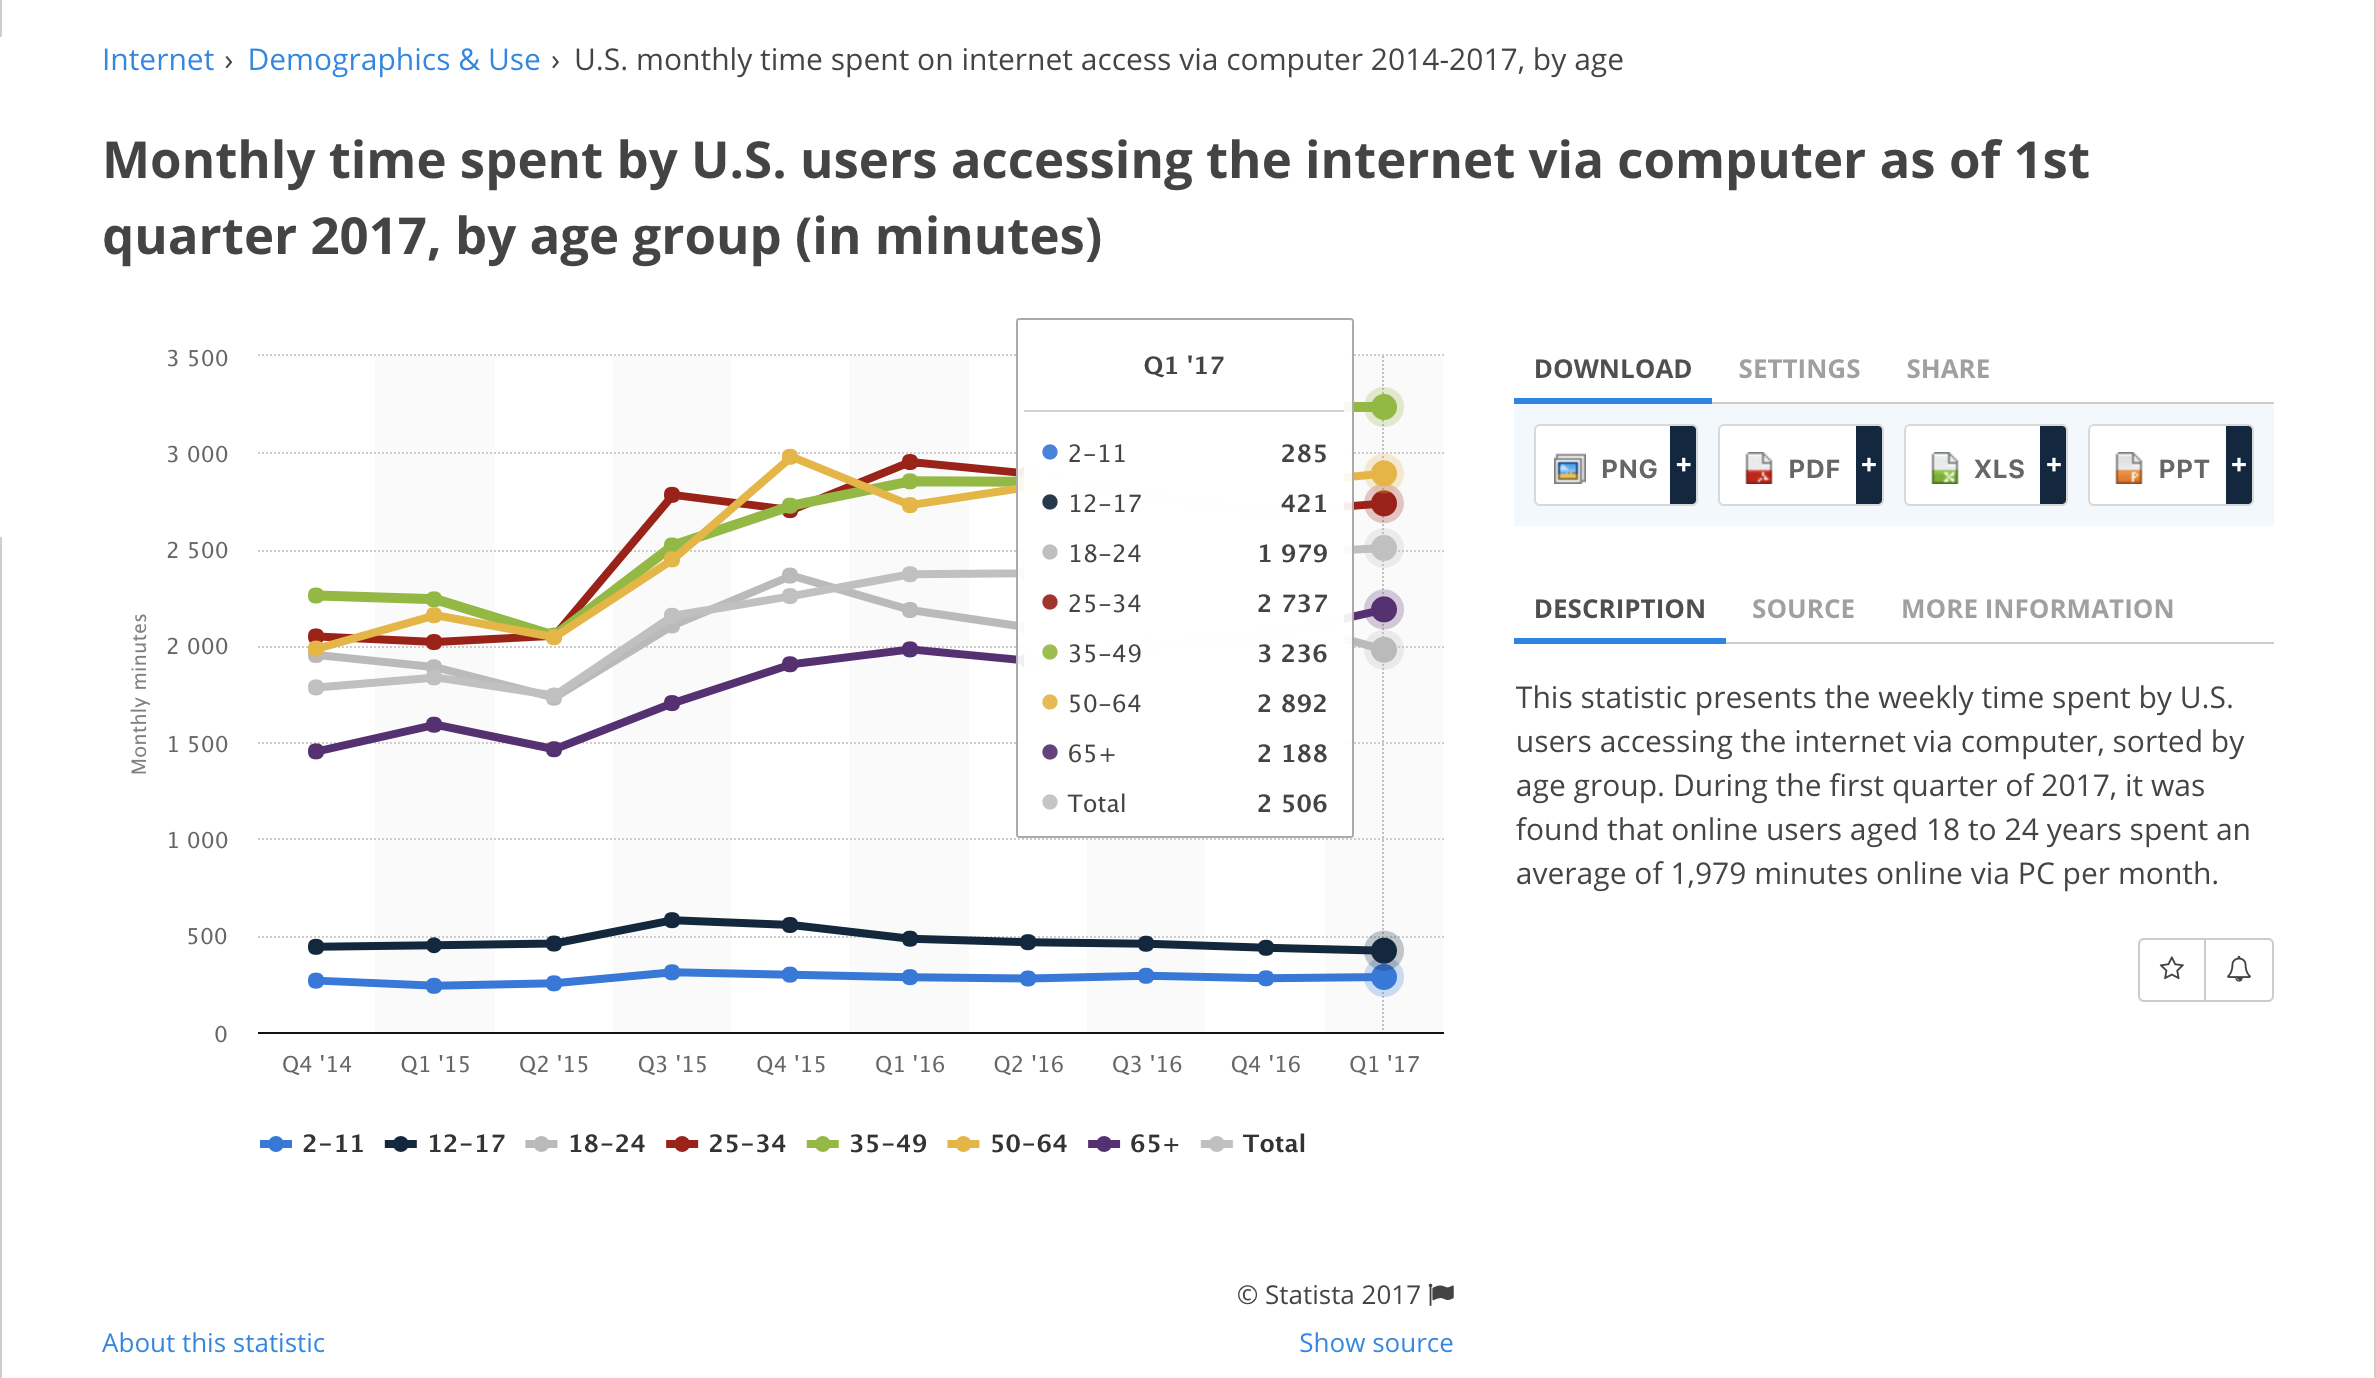 Internet › Demographics & Use › U.S. monthly time spent on internet access via computer 2014-2017, by age
Monthly time spent by U.S. users accessing the internet via computer as of 1st
quarter 2017, by age group (in minutes)
Monthly minutes
3 500
3 000
2 500
2 000
1 500
1 000
500
0
Q4 '14 Q1 '15 Q2 '15 Q3 '15 Q4 '15 Q1 '16 Q2 '16 Q3 '16 Q4 '16 Q1 '17
Q1 '17
2–11 285
12–17 421
18–24 1 979
25–34 2 737
35–49 3 236
50–64 2 892
65+ 2 188
Total 2 506
2–11 12–17 18–24 25–34 35–49 50–64 65+ Total
© Statista 2017
About this statistic Show source
DOWNLOAD SETTINGS SHARE
PNG + PDF + XLS + PPT +
DESCRIPTION SOURCE MORE INFORMATION
This statistic presents the weekly time spent by U.S.
users accessing the internet via computer, sorted by
age group. During the first quarter of 2017, it was
found that online users aged 18 to 24 years spent an
average of 1,979 minutes online via PC per month.